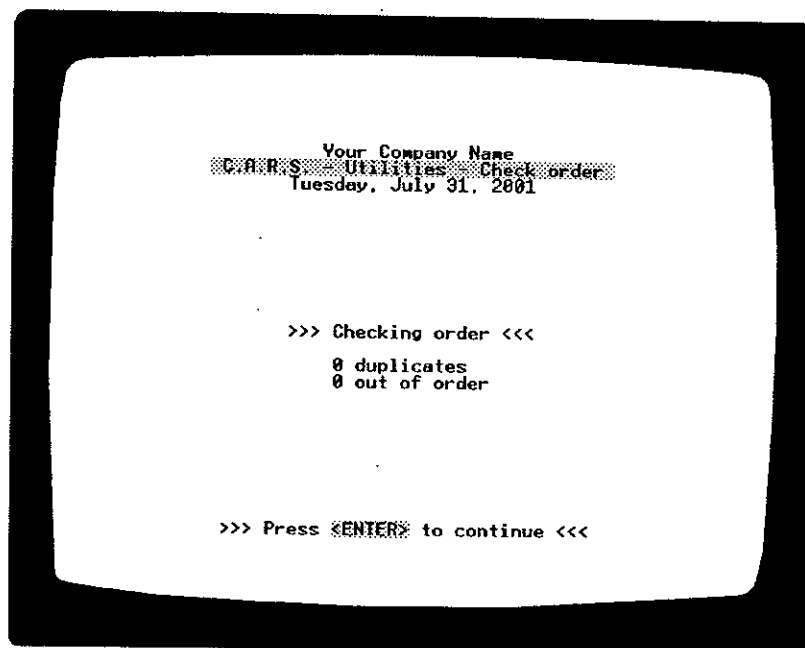 Your Company Name
C.A.R.S. - Utilities - Check order
Tuesday, July 31, 2001
>>> Checking order <<<
0 duplicates
0 out of order
>>> Press <ENTER> to continue <<<